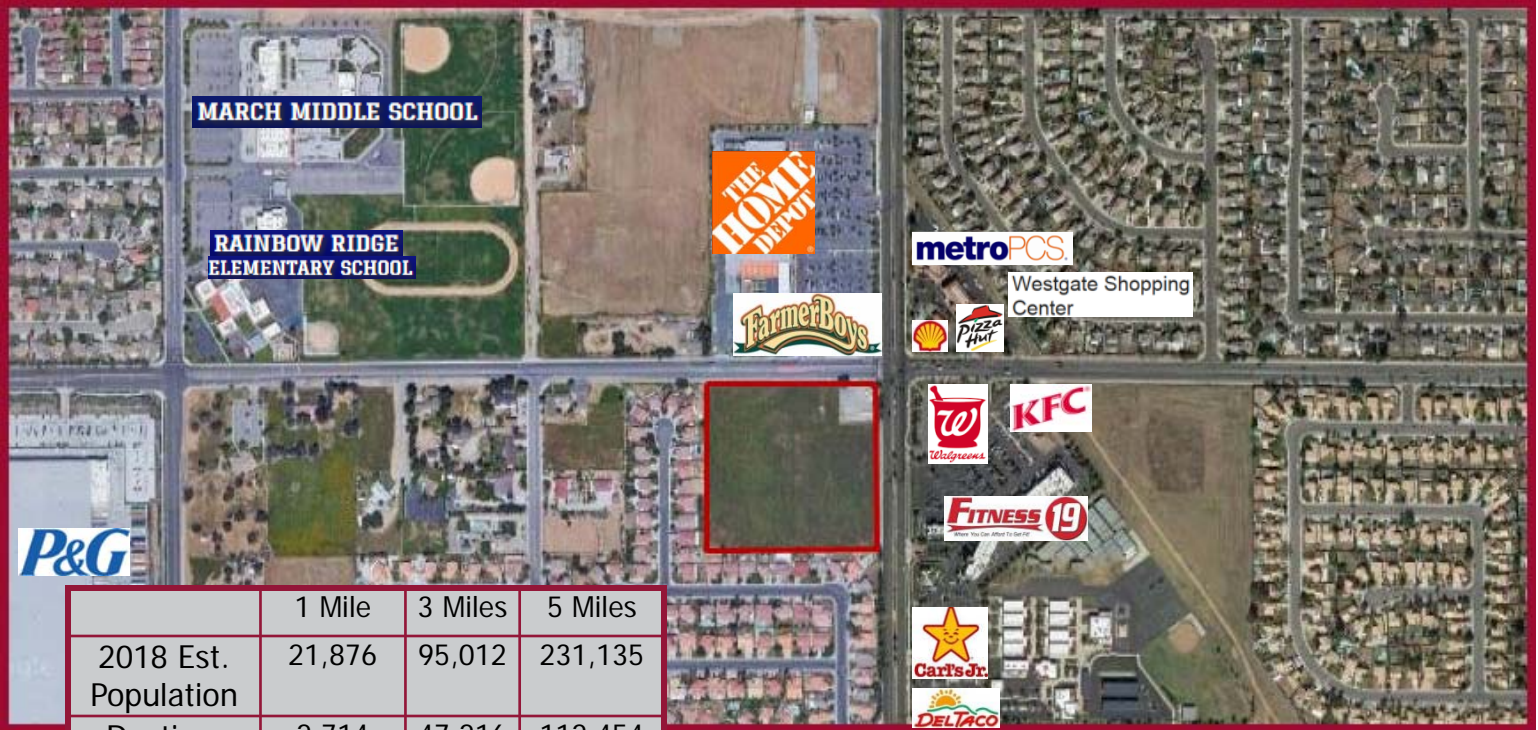 MARCH MIDDLE SCHOOL
RAINBOW RIDGE
ELEMENTARY SCHOOL
THE
HOME
DEPOT
FarmerBoys
metroPCS.
Westgate Shopping
Center
Pizza
Hut
W
Walgreens
KFC
FITNESS 19
Where You Can Afford To Get Fit!
P&G
Carl's Jr.
DEL TACO
1 Mile 3 Miles 5 Miles
2018 Est. 21,876 95,012 231,135
Population